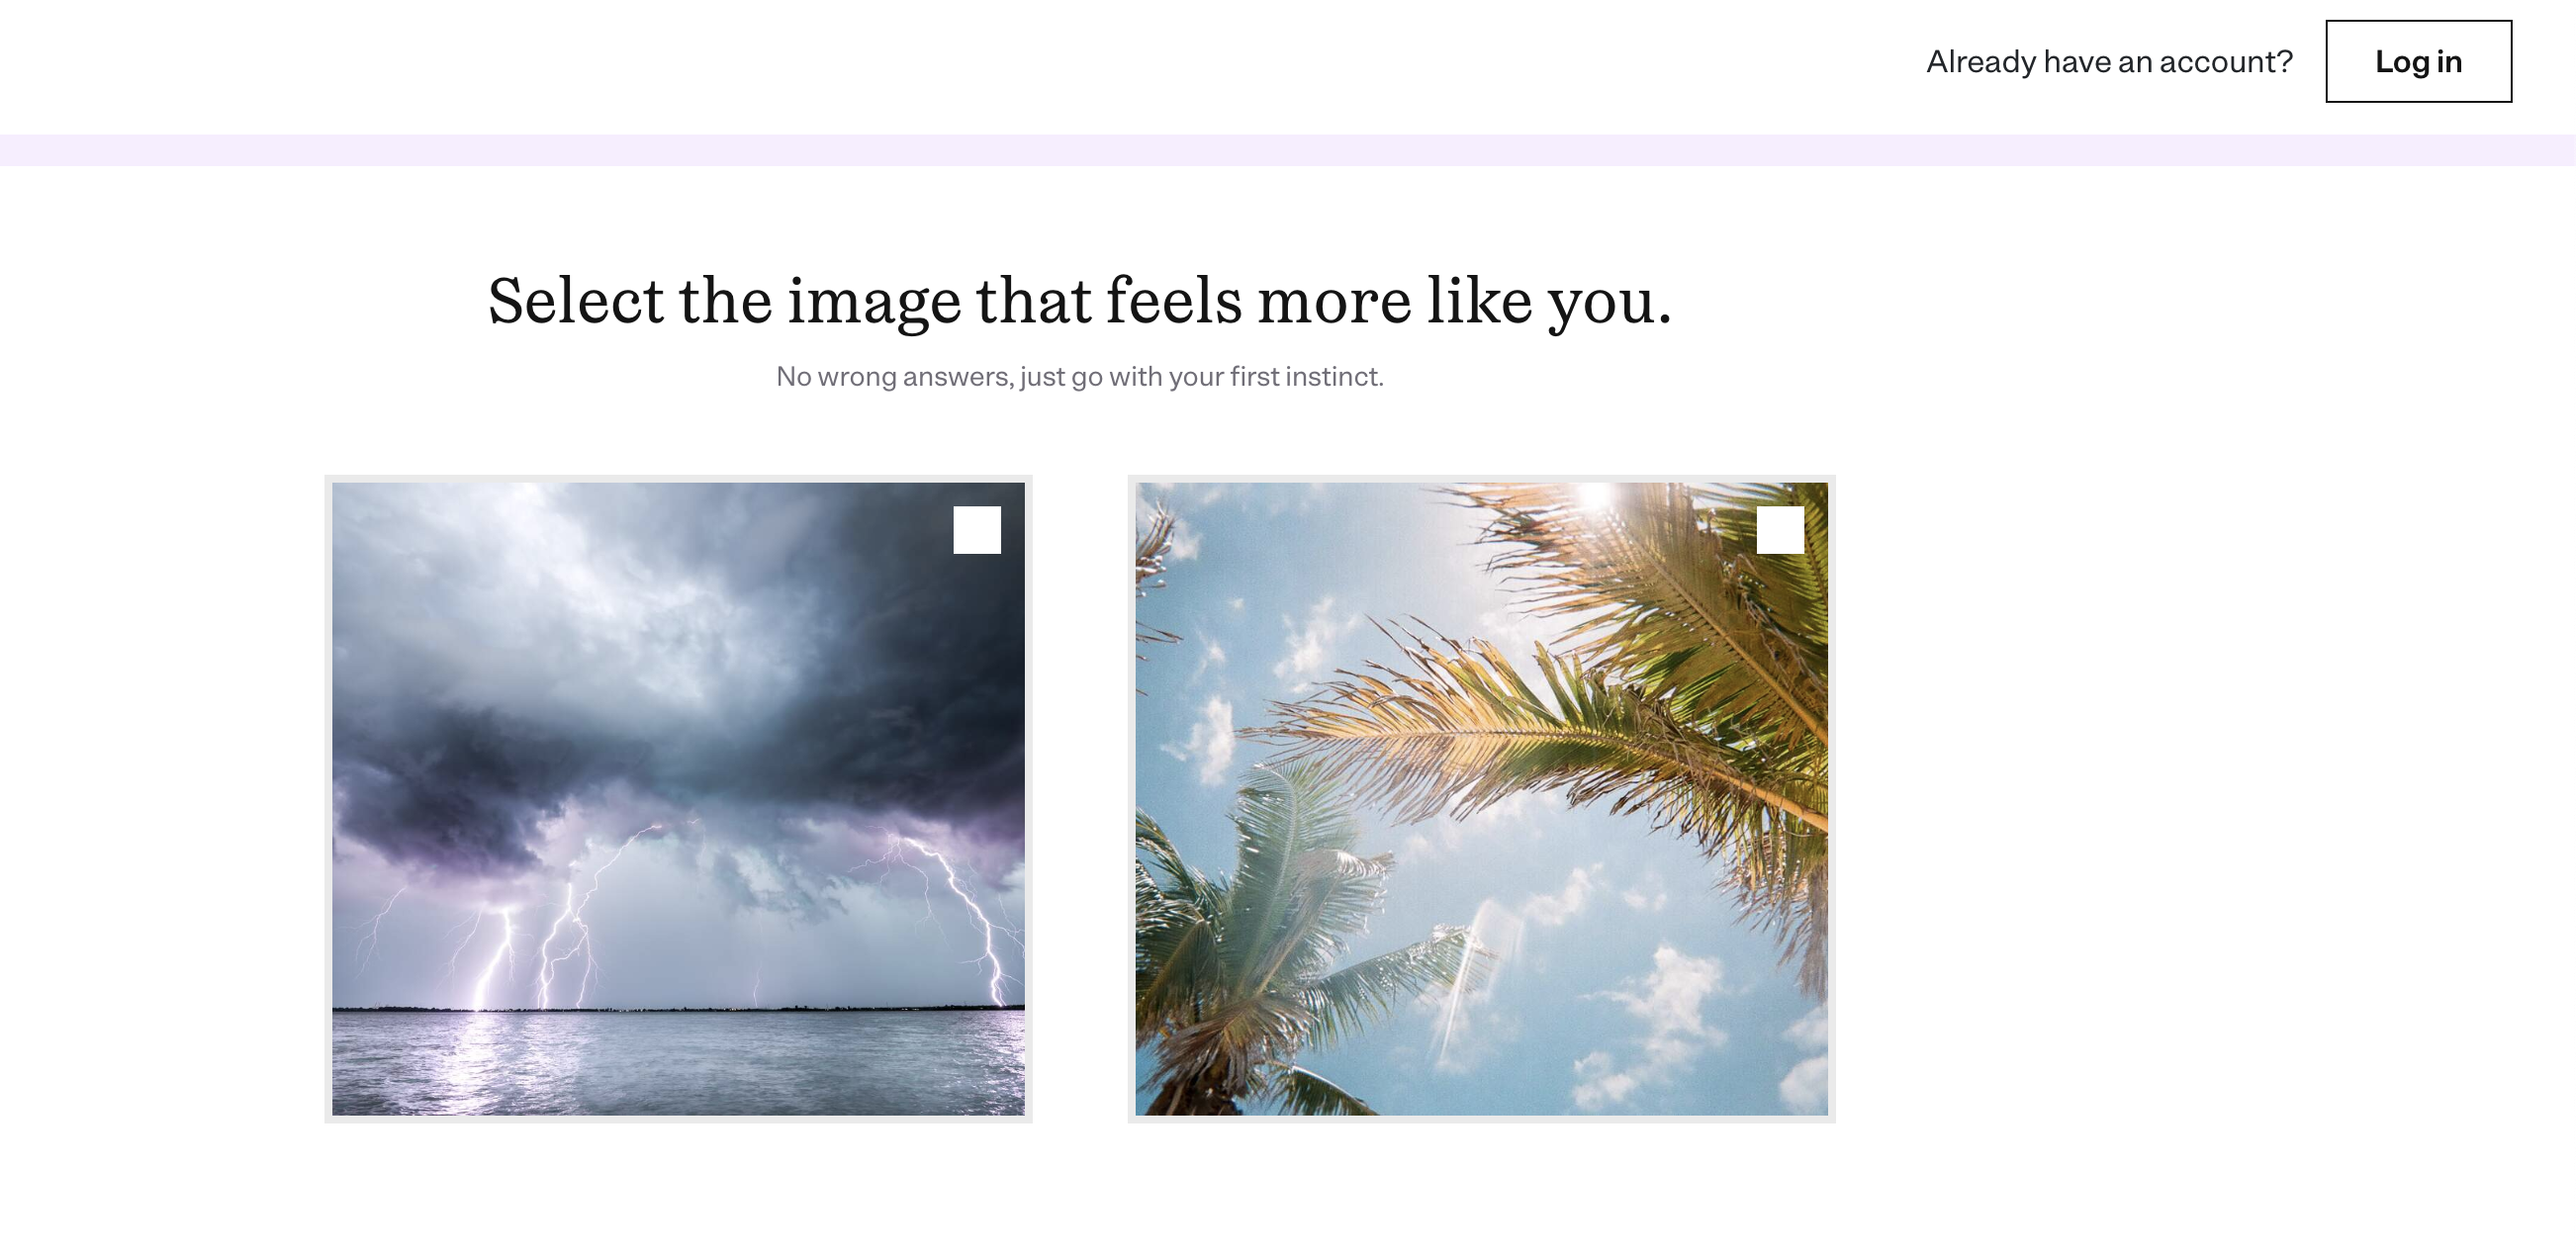 Already have an account?
Log in
Select the image that feels more like you.
No wrong answers, just go with your first instinct.